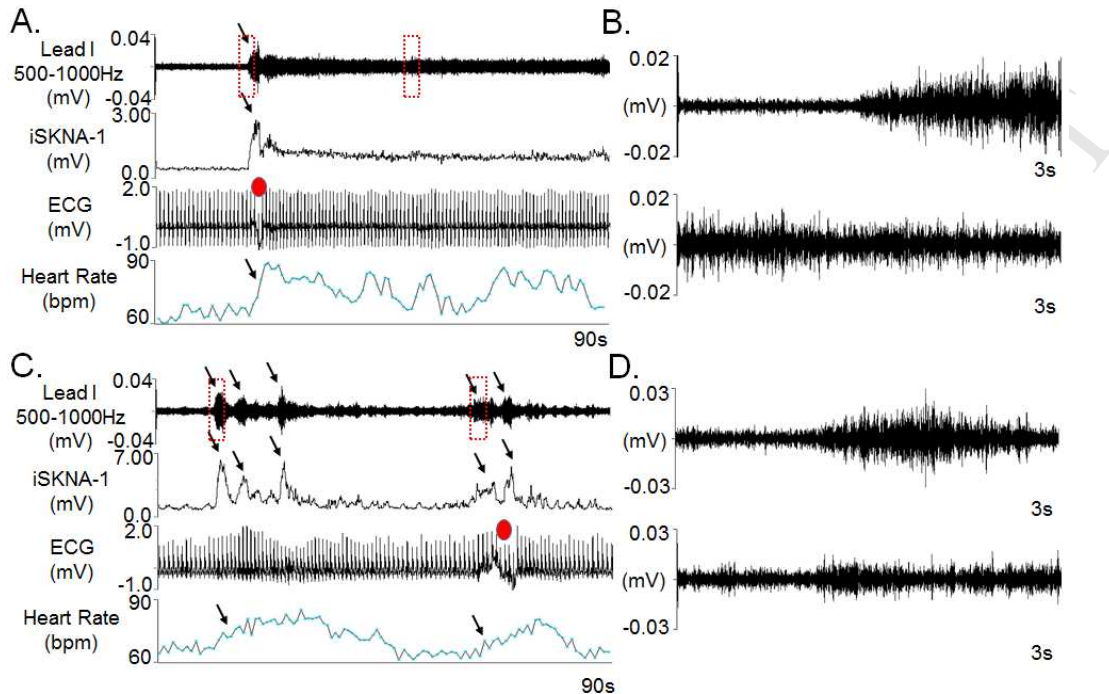 A.
Lead I
500-1000Hz
(mV)
0.04
-0.04
iSKNA-1
(mV)
3.00
0.0
ECG
(mV)
2.0
-1.0
Heart Rate
(bpm)
90
60
90s
B.
0.02
(mV)
-0.02
3s
0.02
(mV)
-0.02
3s
C.
Lead I
500-1000Hz
(mV)
0.04
-0.04
iSKNA-1
(mV)
7.00
0.0
ECG
(mV)
2.0
-1.0
Heart Rate
(bpm)
90
60
90s
D.
0.03
(mV)
-0.03
3s
0.03
(mV)
-0.03
3s